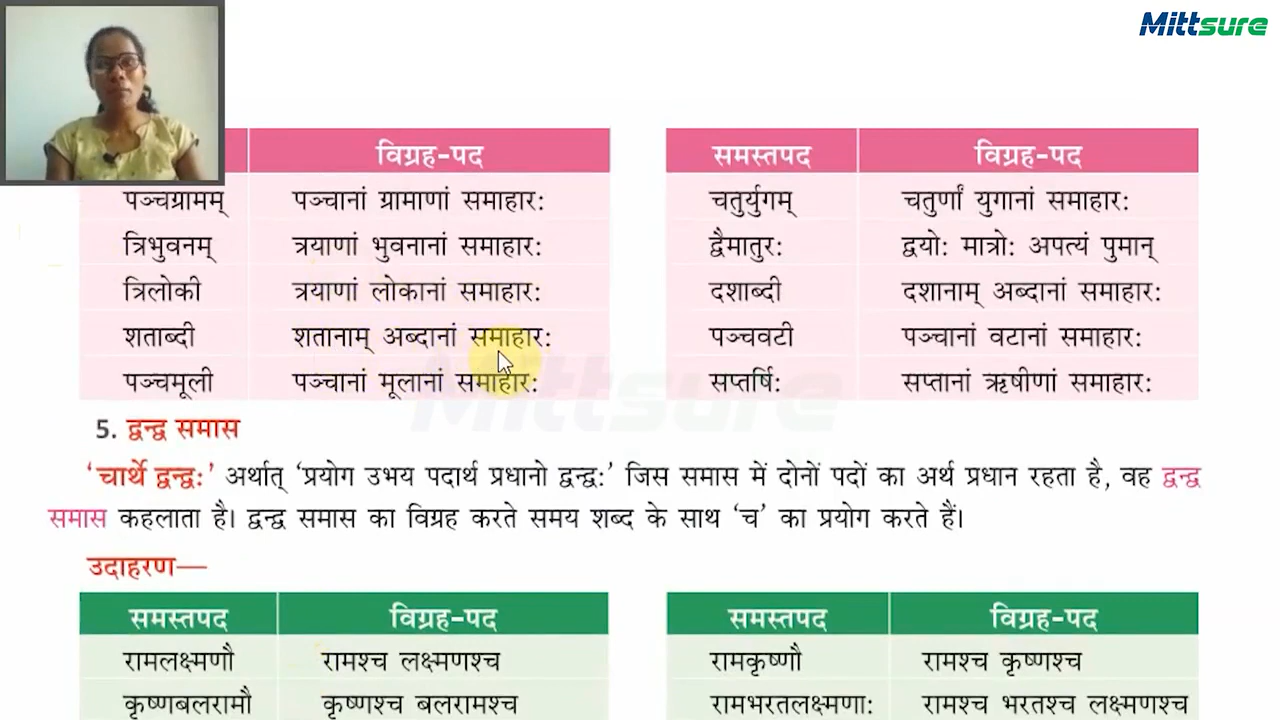 Mittsure
विग्रह-पद
समस्तपद विग्रह-पद
पञ्चग्रामम् पञ्चानां ग्रामाणां समाहार:
चतुर्युगम् चतुर्णां युगानां समाहार:
त्रिभुवनम् त्रयाणां भुवनानां समाहार:
द्वैमातुर: द्वयो: मात्रो: अपत्यं पुमान्
त्रिलोकी त्रयाणां लोकानां समाहार:
दशाब्दी दशानाम् अब्दानां समाहार:
शताब्दी शतानाम् अब्दानां समाहार:
पञ्चवटी पञ्चानां वटानां समाहार:
पञ्चमूली पञ्चानां मूलानां समाहार:
सप्तर्षि: सप्तानां ऋषीणां समाहार:
Mittsure
5. द्वन्द्व समास
‘चार्थे द्वन्द्व:’ अर्थात् ‘प्रयोग उभय पदार्थ प्रधानो द्वन्द्व:’ जिस समास में दोनों पदों का अर्थ प्रधान रहता है, वह द्वन्द्व
समास कहलाता है। द्वन्द्व समास का विग्रह करते समय शब्द के साथ ‘च’ का प्रयोग करते हैं।
उदाहरण—
समस्तपद विग्रह-पद
समस्तपद विग्रह-पद
रामलक्ष्मणौ रामश्च लक्ष्मणश्च
रामकृष्णौ रामश्च कृष्णश्च
कृष्णबलरामौ कृष्णश्च बलरामश्च
रामभरतलक्ष्मणा: रामश्च भरतश्च लक्ष्मणश्च